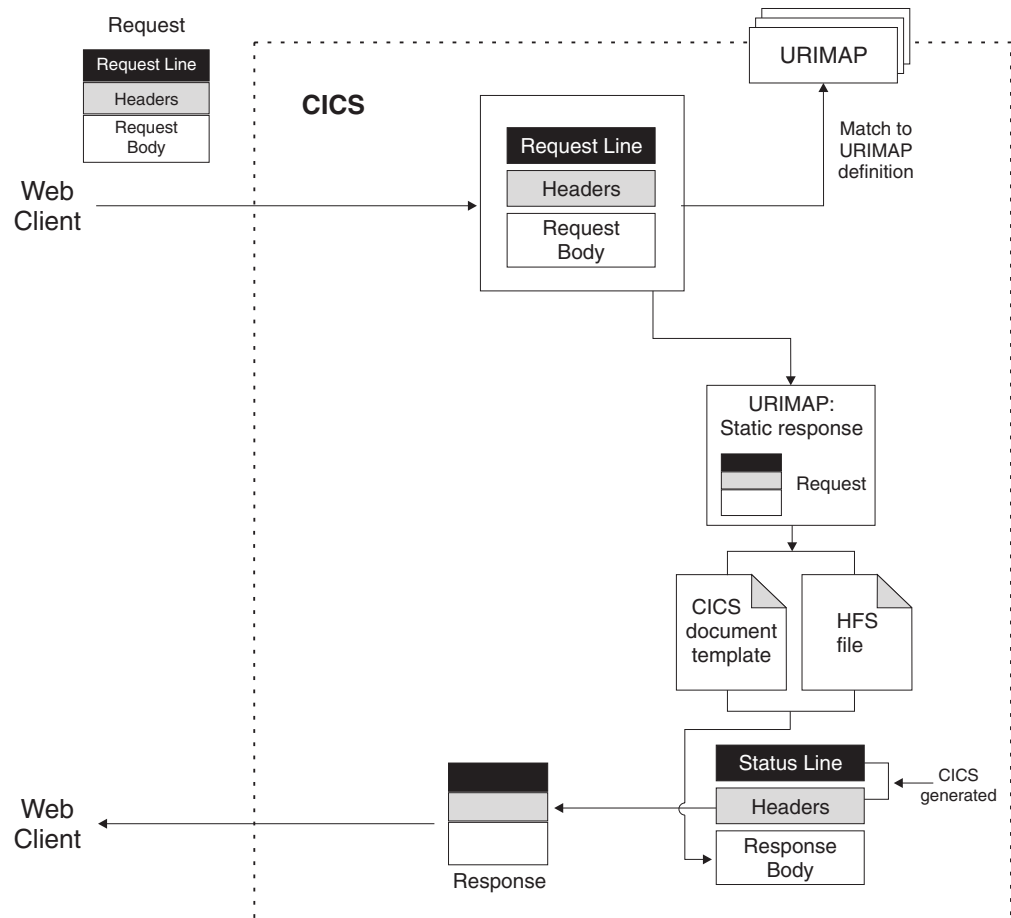 Request
Request Line
Headers
Request
Body
Web
Client
CICS
Request Line
Headers
Request
Body
URIMAP
Match to
URIMAP
definition
URIMAP:
Static response
Request
CICS
document
template
HFS
file
Status Line
Headers
Response
Body
CICS
generated
Response
Web
Client